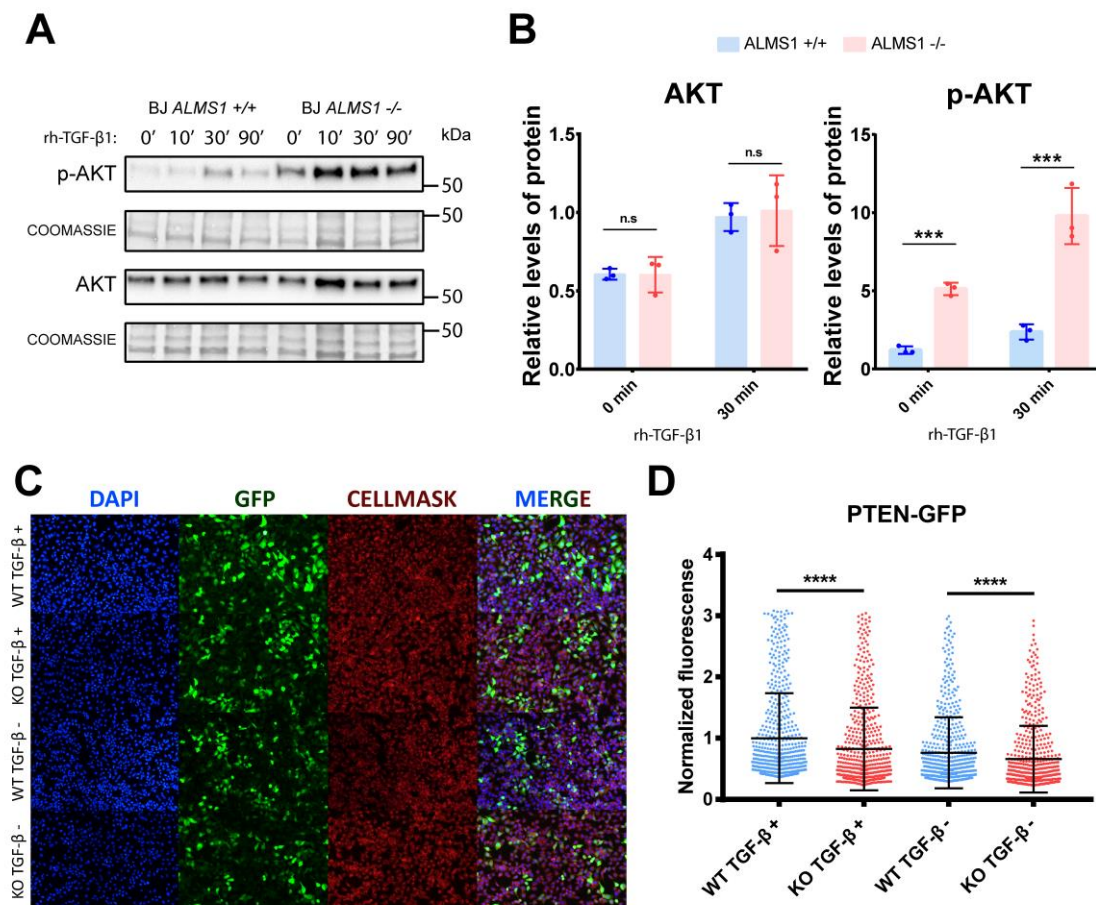 A
BJ ALMS1 +/+ BJ ALMS1 -/-
rh-TGF-β1: 0’ 10’ 30’ 90’ 0’ 10’ 30’ 90’ kDa
p-AKT
50
COOMASSIE
50
AKT
50
COOMASSIE
50
B
ALMS1 +/+ ALMS1 -/-
AKT
Relative levels of protein
1.5
1.0
0.5
0.0
n.s
n.s
0 min
30 min
rh-TGF-β1
p-AKT
Relative levels of protein
15
10
5
0
***
***
0 min
30 min
rh-TGF-β1
C
DAPI GFP CELLMASK MERGE
WT TGF-β +
KO TGF-β +
WT TGF-β -
KO TGF-β -
D
PTEN-GFP
Normalized fluorescense
4
3
2
1
0
****
****
WT TGF-β +
KO TGF-β +
WT TGF-β -
KO TGF-β -